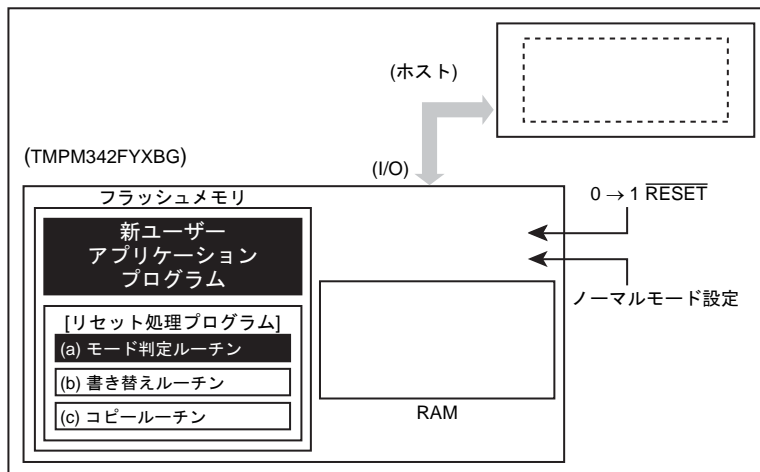 (ホスト)
(TMPM342FYXBG)
(I/O)
フラッシュメモリ
0 → 1 RESET
新ユーザー
アプリケーション
プログラム
ノーマルモード設定
[リセット処理プログラム]
(a) モード判定ルーチン
(b) 書き替えルーチン
(c) コピールーチン
RAM